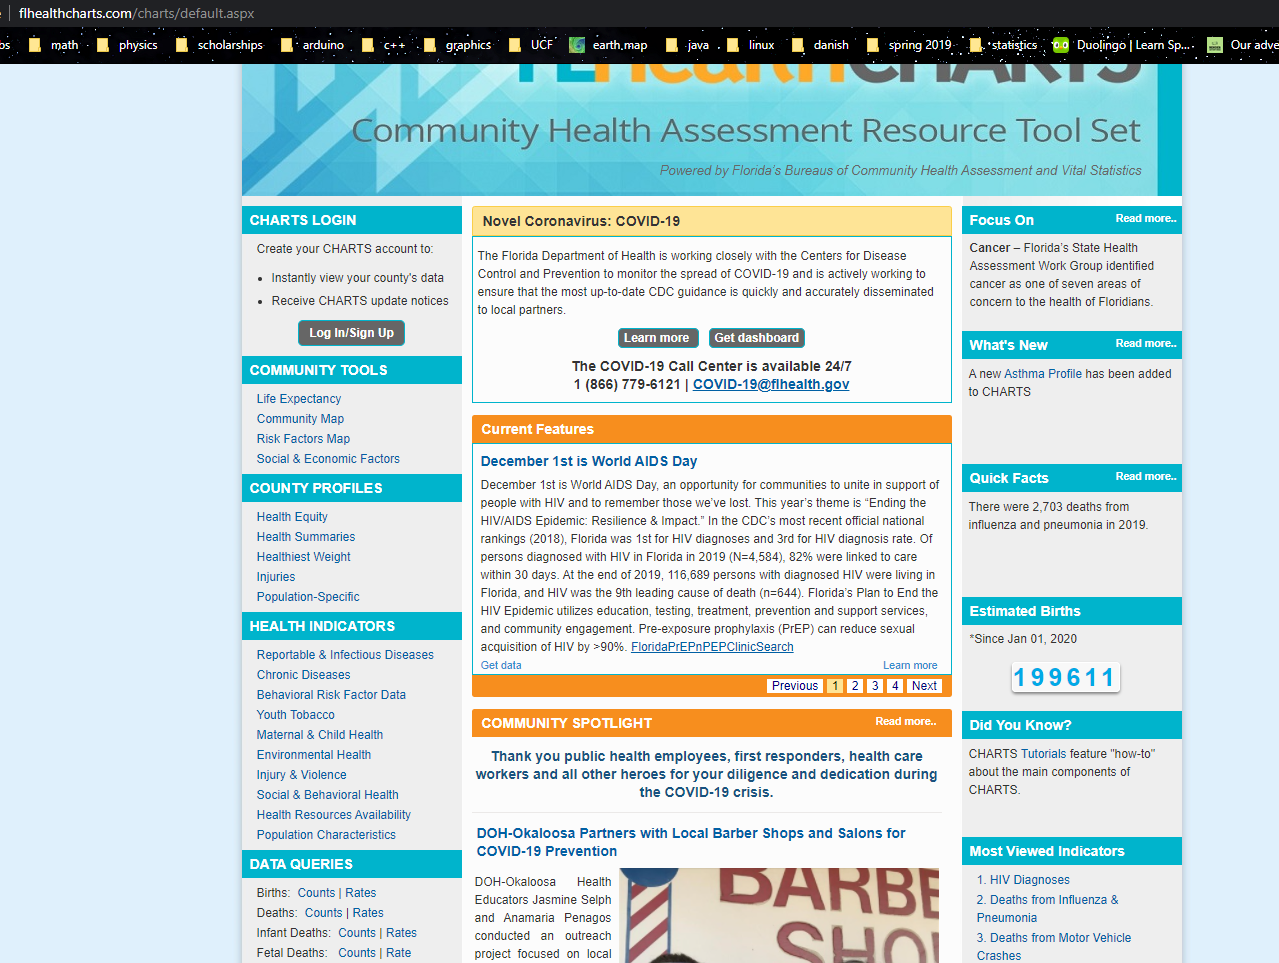 flhealthcharts.com/charts/default.aspx
bs math physics scholarships arduino c++ graphics UCF earth map java linux danish spring 2019 statistics Duolingo | Learn Sp... Our adve
FLHealthCHARTS
Community Health Assessment Resource Tool Set
Powered by Florida's Bureaus of Community Health Assessment and Vital Statistics
CHARTS LOGIN
Create your CHARTS account to:
• Instantly view your county's data
• Receive CHARTS update notices
Log In/Sign Up
COMMUNITY TOOLS
Life Expectancy
Community Map
Risk Factors Map
Social & Economic Factors
COUNTY PROFILES
Health Equity
Health Summaries
Healthiest Weight
Injuries
Population-Specific
HEALTH INDICATORS
Reportable & Infectious Diseases
Chronic Diseases
Behavioral Risk Factor Data
Youth Tobacco
Maternal & Child Health
Environmental Health
Injury & Violence
Social & Behavioral Health
Health Resources Availability
Population Characteristics
DATA QUERIES
Births: Counts | Rates
Deaths: Counts | Rates
Infant Deaths: Counts | Rates
Fetal Deaths: Counts | Rate
Novel Coronavirus: COVID-19
The Florida Department of Health is working closely with the Centers for Disease
Control and Prevention to monitor the spread of COVID-19 and is actively working to
ensure that the most up-to-date CDC guidance is quickly and accurately disseminated
to local partners.
Learn more Get dashboard
The COVID-19 Call Center is available 24/7
1 (866) 779-6121 | COVID-19@flhealth.gov
Current Features
December 1st is World AIDS Day
December 1st is World AIDS Day, an opportunity for communities to unite in support of
people with HIV and to remember those we've lost. This year's theme is “Ending the
HIV/AIDS Epidemic: Resilience & Impact.” In the CDC's most recent official national
rankings (2018), Florida was 1st for HIV diagnoses and 3rd for HIV diagnosis rate. Of
persons diagnosed with HIV in Florida in 2019 (N=4,584), 82% were linked to care
within 30 days. At the end of 2019, 116,689 persons with diagnosed HIV were living in
Florida, and HIV was the 9th leading cause of death (n=644). Florida's Plan to End the
HIV Epidemic utilizes education, testing, treatment, prevention and support services,
and community engagement. Pre-exposure prophylaxis (PrEP) can reduce sexual
acquisition of HIV by >90%. FloridaPrEPnPEPClinicSearch
Get data Learn more
Previous 1 2 3 4 Next
COMMUNITY SPOTLIGHT Read more..
Thank you public health employees, first responders, health care
workers and all other heroes for your diligence and dedication during
the COVID-19 crisis.
DOH-Okaloosa Partners with Local Barber Shops and Salons for
COVID-19 Prevention
DOH-Okaloosa Health
Educators Jasmine Selph
and Anamaria Penagos
conducted an outreach
project focused on local
BARBE
SHO
Focus On Read more..
Cancer – Florida's State Health
Assessment Work Group identified
cancer as one of seven areas of
concern to the health of Floridians.
What's New Read more..
A new Asthma Profile has been added
to CHARTS
Quick Facts Read more..
There were 2,703 deaths from
influenza and pneumonia in 2019.
Estimated Births
*Since Jan 01, 2020
199611
Did You Know?
CHARTS Tutorials feature "how-to"
about the main components of
CHARTS.
Most Viewed Indicators
1. HIV Diagnoses
2. Deaths from Influenza &
Pneumonia
3. Deaths from Motor Vehicle
Crashes